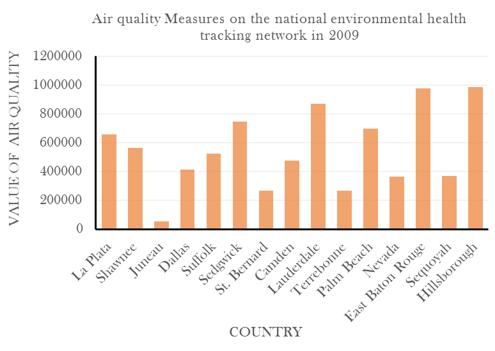 Air quality Measures on the national environmental health
tracking network in 2009
VALUE OF AIR QUALITY
1200000
1000000
800000
600000
400000
200000
0
La Plata
Shawnee
Juneau
Dallas
Suffolk
Sedgwick
St. Bernard
Camden
Lauderdale
Terrebonne
Palm Beach
Nevada
East Baton Rouge
Sequoyah
Hillsborough
COUNTRY